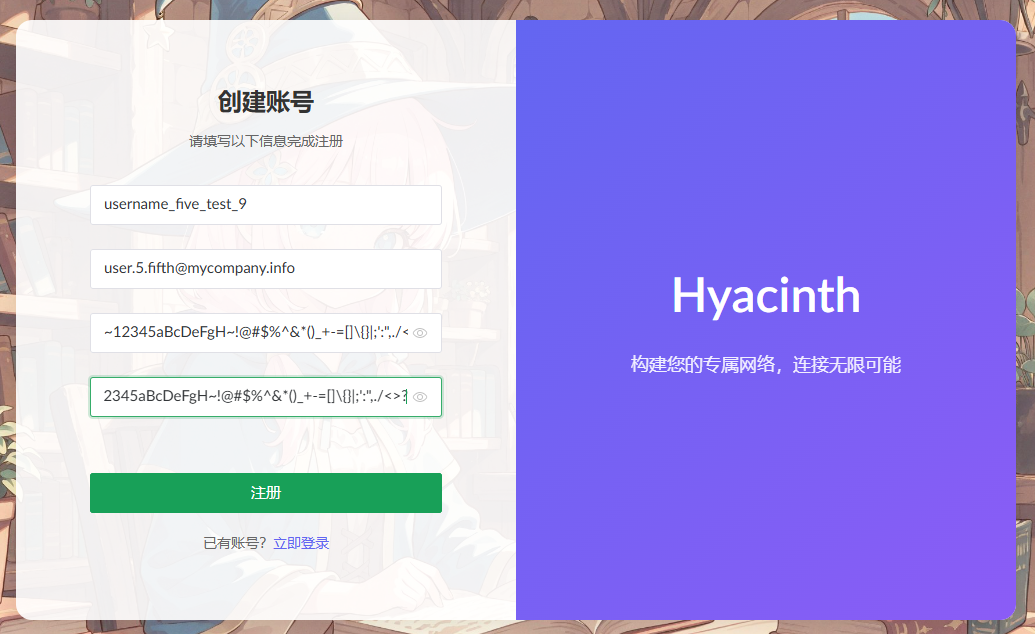 创建账号
请填写以下信息完成注册
username_five_test_9
user.5.fifth@mycompany.info
~12345aBcDeFgH~!@#$%^&*()_+-=[]\{}|;':",./<
2345aBcDeFgH~!@#$%^&*()_+-=[]\{}|;':",./<>?
注册
已有账号？立即登录
Hyacinth
构建您的专属网络，连接无限可能